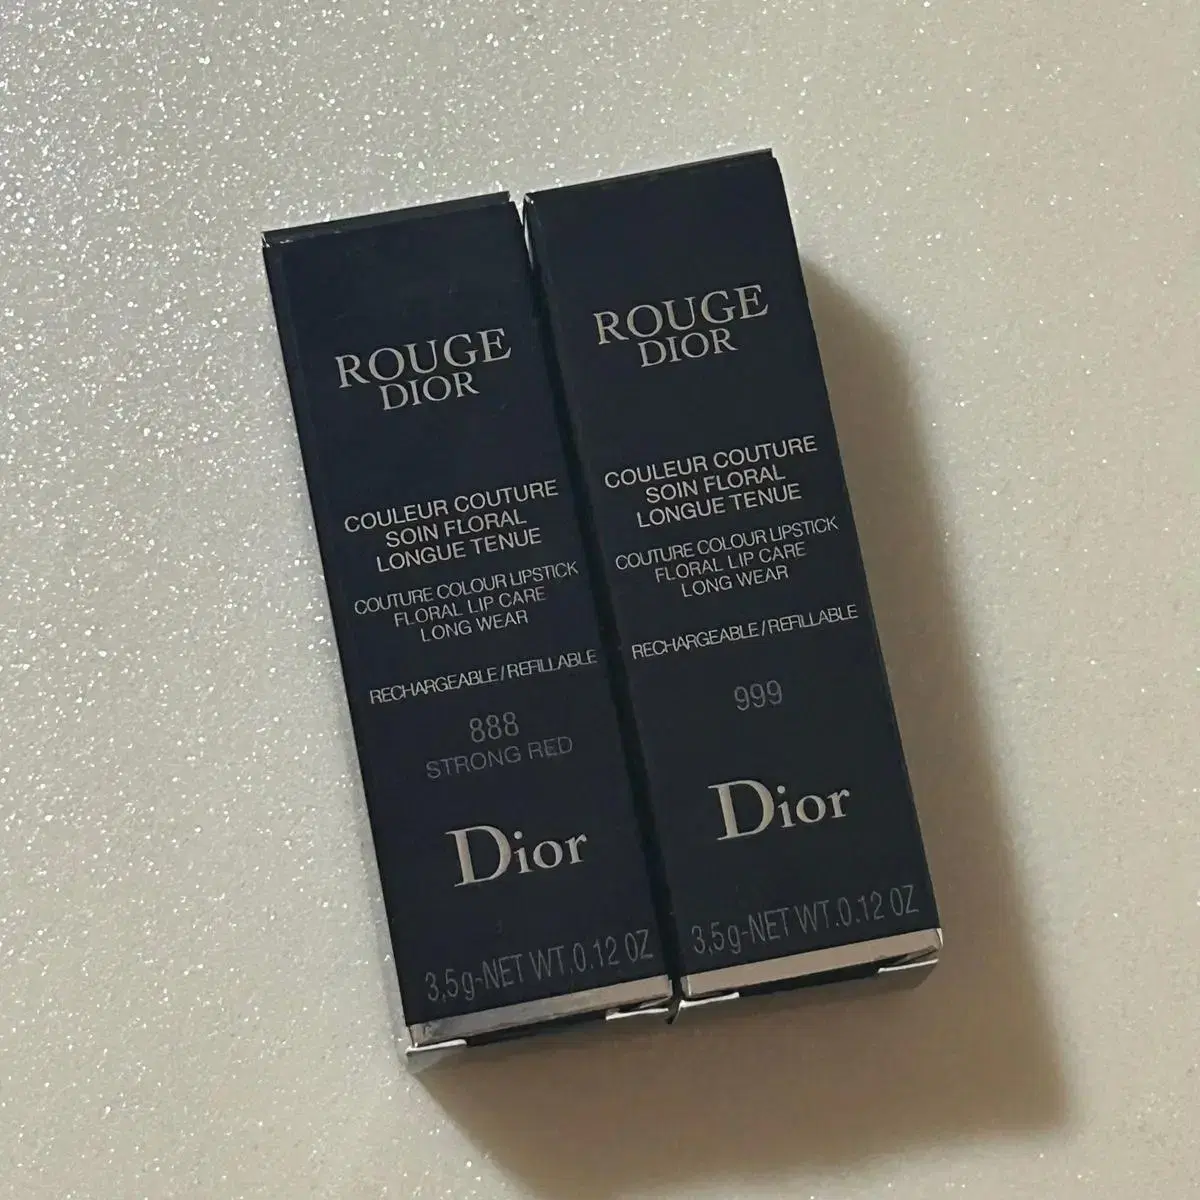 ROUGE
DIOR
COULEUR COUTURE
SOIN FLORAL
LONGUE TENUE
COUTURE COLOUR LIPSTICK
FLORAL LIP CARE
LONG WEAR
RECHARGEABLE/REFILLABLE
888
STRONG RED
Dior
3,5g-NET WT.0.12 OZ
ROUGE
DIOR
COULEUR COUTURE
SOIN FLORAL
LONGUE TENUE
COUTURE COLOUR LIPSTICK
FLORAL LIP CARE
LONG WEAR
RECHARGEABLE/REFILLABLE
999
Dior
3,5g-NET WT.0.12 OZ